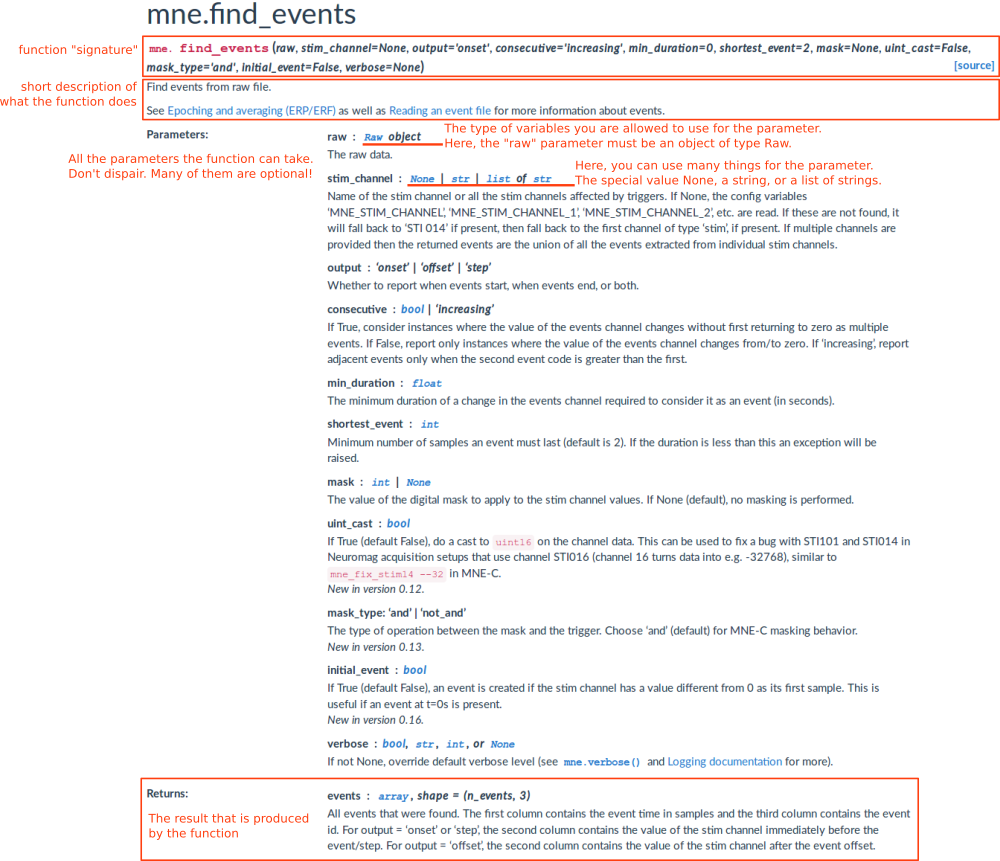 mne.find_events
function "signature"
mne. find_events (raw, stim_channel=None, output='onset', consecutive='increasing', min_duration=0, shortest_event=2, mask=None, uint_cast=False,
mask_type='and', initial_event=False, verbose=None)
[source]
short description of
what the function does
Find events from raw file.
See Epoching and averaging (ERP/ERF) as well as Reading an event file for more information about events.
Parameters:
All the parameters the function can take.
Don't dispair. Many of them are optional!
raw : Raw object
The type of variables you are allowed to use for the parameter.
Here, the "raw" parameter must be an object of type Raw.
The raw data.
stim_channel : None | str | list of str
Here, you can use many things for the parameter.
The special value None, a string, or a list of strings.
Name of the stim channel or all the stim channels affected by triggers. If None, the config variables
'MNE_STIM_CHANNEL', 'MNE_STIM_CHANNEL_1', 'MNE_STIM_CHANNEL_2', etc. are read. If these are not found, it
will fall back to 'STI 014' if present, then fall back to the first channel of type 'stim', if present. If multiple channels are
provided then the returned events are the union of all the events extracted from individual stim channels.
output : 'onset' | 'offset' | 'step'
Whether to report when events start, when events end, or both.
consecutive : bool | 'increasing'
If True, consider instances where the value of the events channel changes without first returning to zero as multiple
events. If False, report only instances where the value of the events channel changes from/to zero. If 'increasing', report
adjacent events only when the second event code is greater than the first.
min_duration : float
The minimum duration of a change in the events channel required to consider it as an event (in seconds).
shortest_event : int
Minimum number of samples an event must last (default is 2). If the duration is less than this an exception will be
raised.
mask : int | None
The value of the digital mask to apply to the stim channel values. If None (default), no masking is performed.
uint_cast : bool
If True (default False), do a cast to uint16 on the channel data. This can be used to fix a bug with STI101 and STI014 in
Neuromag acquisition setups that use channel STI016 (channel 16 turns data into e.g. -32768), similar to
mne_fix_stim14 --32 in MNE-C.
New in version 0.12.
mask_type: 'and' | 'not_and'
The type of operation between the mask and the trigger. Choose 'and' (default) for MNE-C masking behavior.
New in version 0.13.
initial_event : bool
If True (default False), an event is created if the stim channel has a value different from 0 as its first sample. This is
useful if an event at t=0s is present.
New in version 0.16.
verbose : bool, str, int, or None
If not None, override default verbose level (see mne.verbose() and Logging documentation for more).
Returns:
The result that is produced
by the function
events : array, shape = (n_events, 3)
All events that were found. The first column contains the event time in samples and the third column contains the event
id. For output = 'onset' or 'step', the second column contains the value of the stim channel immediately before the
event/step. For output = 'offset', the second column contains the value of the stim channel after the event offset.